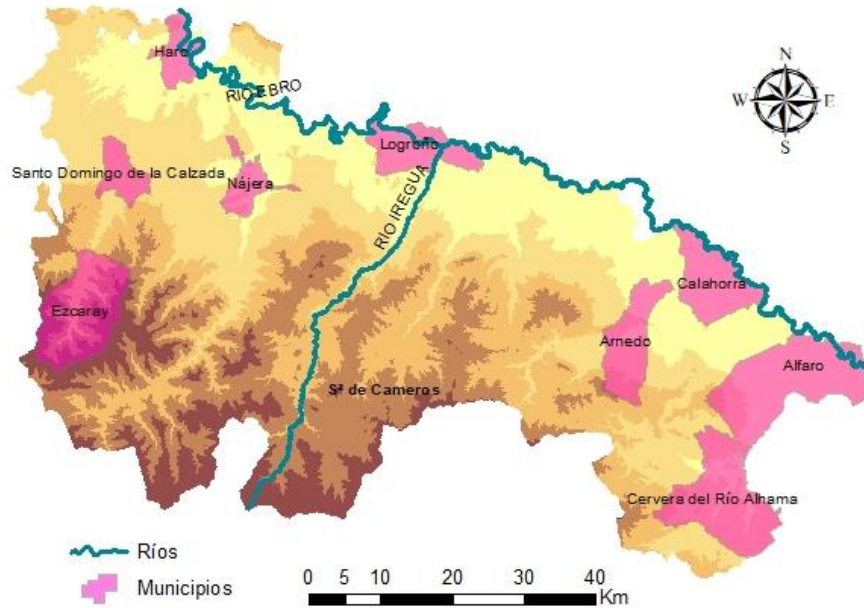 Haro
N
W E
S
RIO EBRO
Logroño
Santo Domingo de la Calzada
Nájera
RIO IREGUA
Calahorra
Ezcaray
Arnedo
Alfaro
Sª de Cameros
Cervera del Río Alhama
Ríos
Municipios
0 5 10 20 30 40
Km